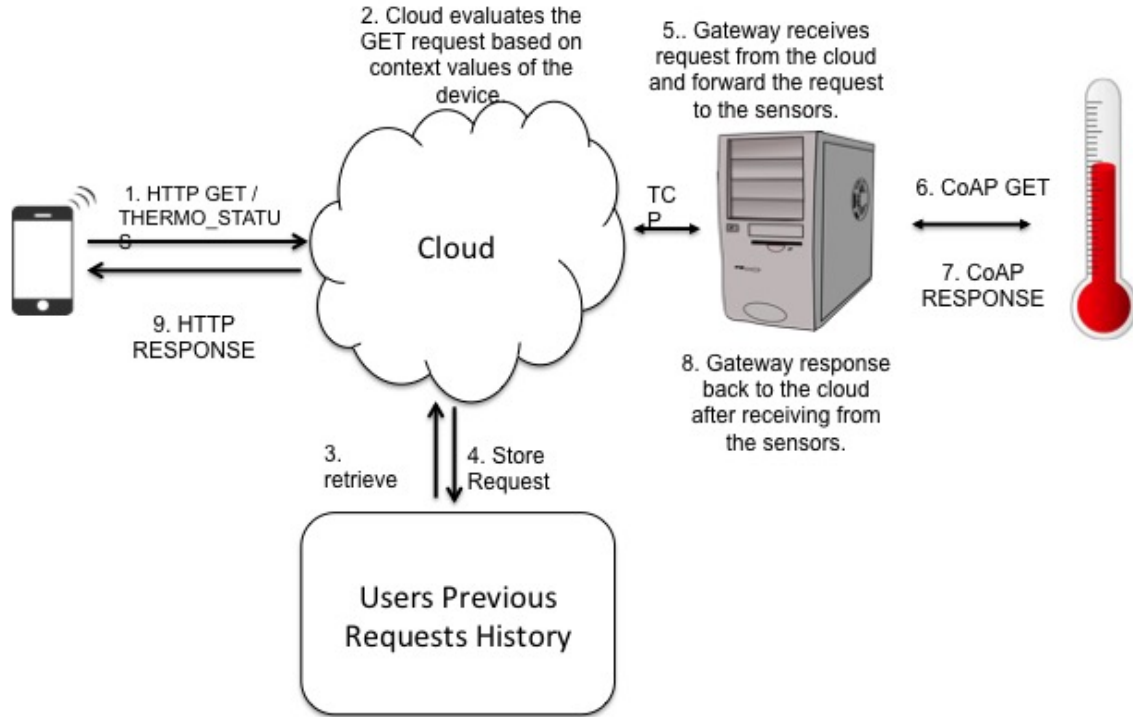 2. Cloud evaluates the
GET request based on
context values of the
device.
5.. Gateway receives
request from the cloud
and forward the request
to the sensors.
1. HTTP GET /
THERMO_STATU
S
Cloud
TC
P
6. CoAP GET
7. CoAP
RESPONSE
9. HTTP
RESPONSE
8. Gateway response
back to the cloud
after receiving from
the sensors.
3.
retrieve
4. Store
Request
Users Previous
Requests History